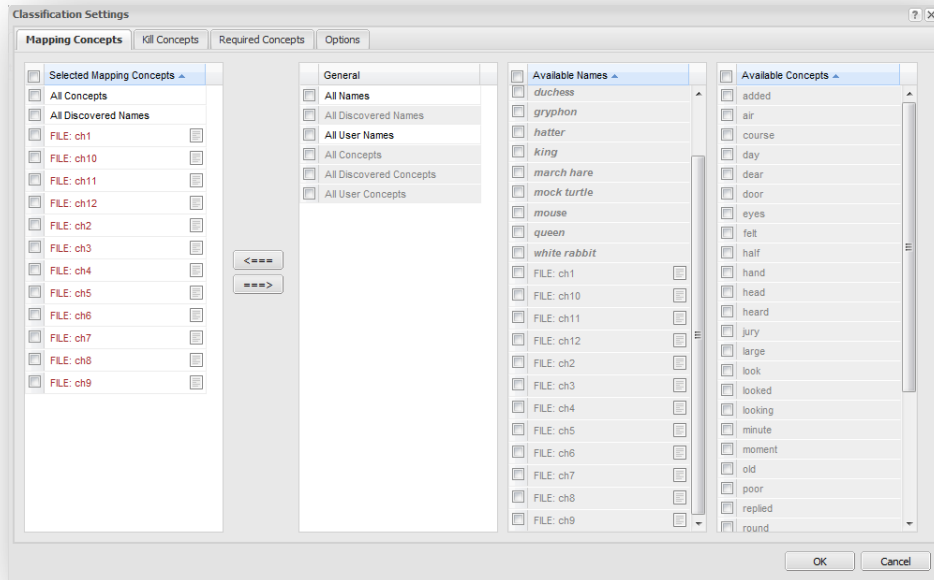 Classification Settings
?
Mapping Concepts
Kill Concepts
Required Concepts
Options
Selected Mapping Concepts
All Concepts
All Discovered Names
FILE: ch1
FILE: ch10
FILE: ch11
FILE: ch12
FILE: ch2
FILE: ch3
FILE: ch4
FILE: ch5
FILE: ch6
FILE: ch7
FILE: ch8
FILE: ch9
<===
===>
General
All Names
All Discovered Names
All User Names
All Concepts
All Discovered Concepts
All User Concepts
Available Names
duchess
gryphon
hatter
king
march hare
mock turtle
mouse
queen
white rabbit
FILE: ch1
FILE: ch10
FILE: ch11
FILE: ch12
FILE: ch2
FILE: ch3
FILE: ch4
FILE: ch5
FILE: ch6
FILE: ch7
FILE: ch8
FILE: ch9
Available Concepts
added
air
course
day
dear
door
eyes
felt
half
hand
head
heard
jury
large
look
looked
looking
minute
moment
old
poor
replied
round
OK
Cancel